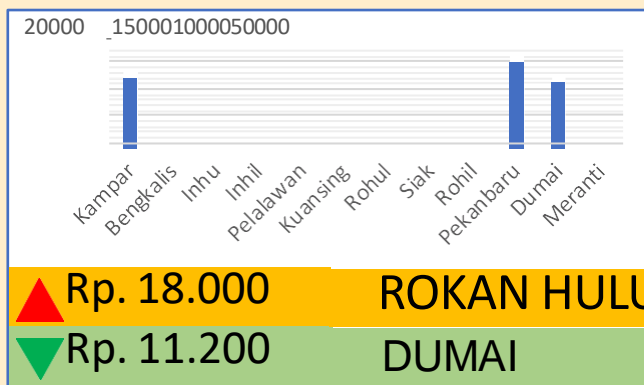 20000 150001000050000
Kampar
Bengkalis
Inhu
Inhil
Pelalawan
Kuansing
Rohul
Siak
Rohil
Pekanbaru
Dumai
Meranti
Rp. 18.000 ROKAN HULU
Rp. 11.200 DUMAI